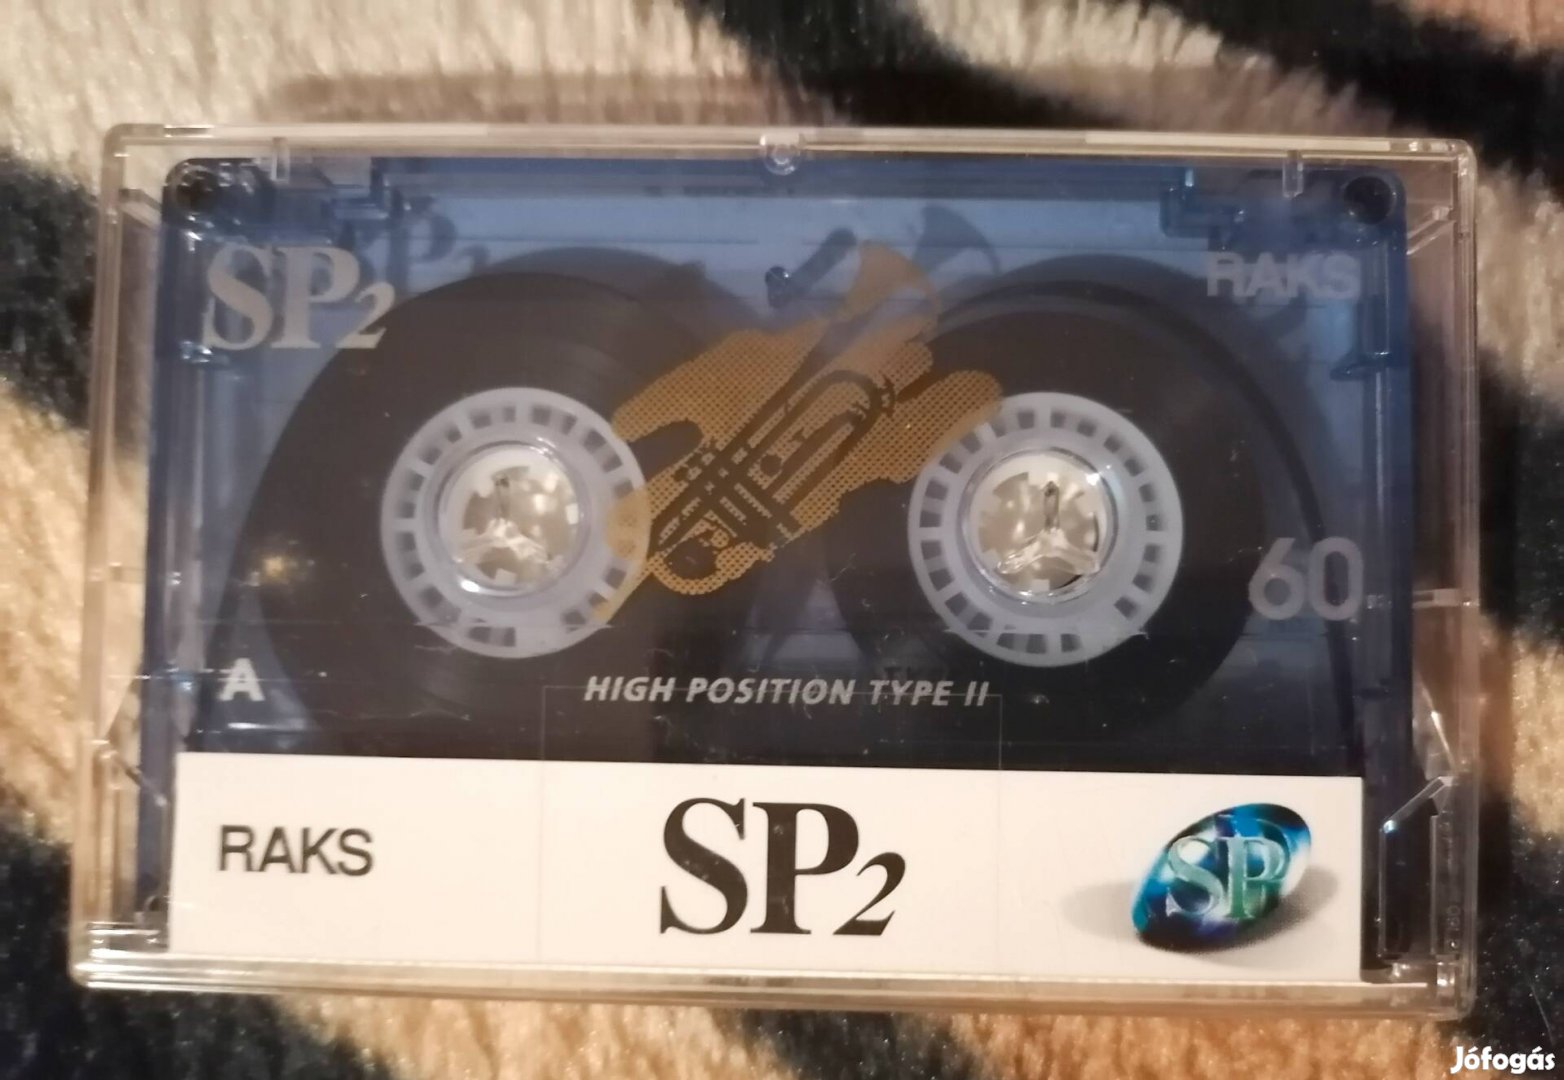 SP2
RAKS
60
A
HIGH POSITION TYPE II
RAKS
SP2
SP
Jófogás